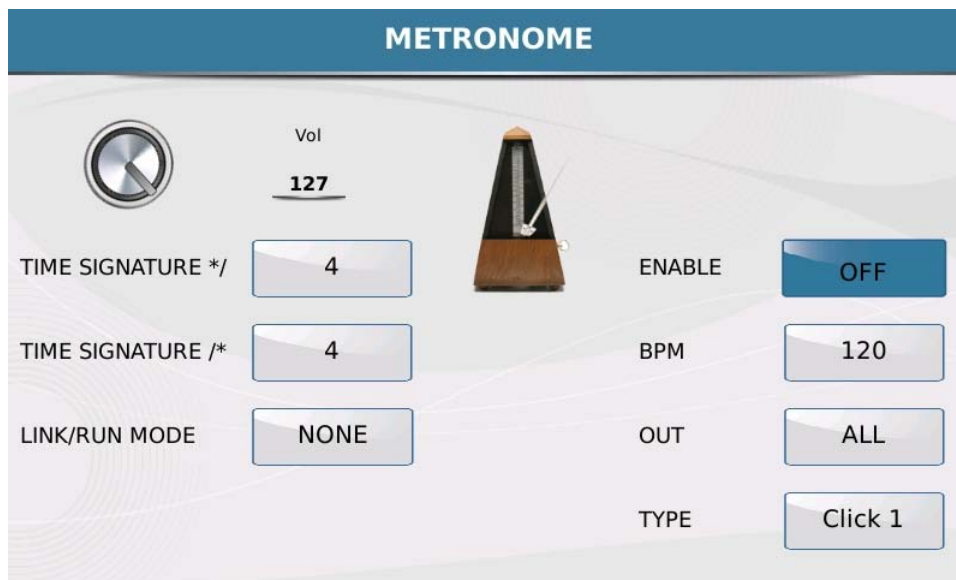 METRONOME
Vol
127
TIME SIGNATURE */ 4 ENABLE OFF
TIME SIGNATURE /* 4 BPM 120
LINK/RUN MODE NONE OUT ALL
TYPE Click 1